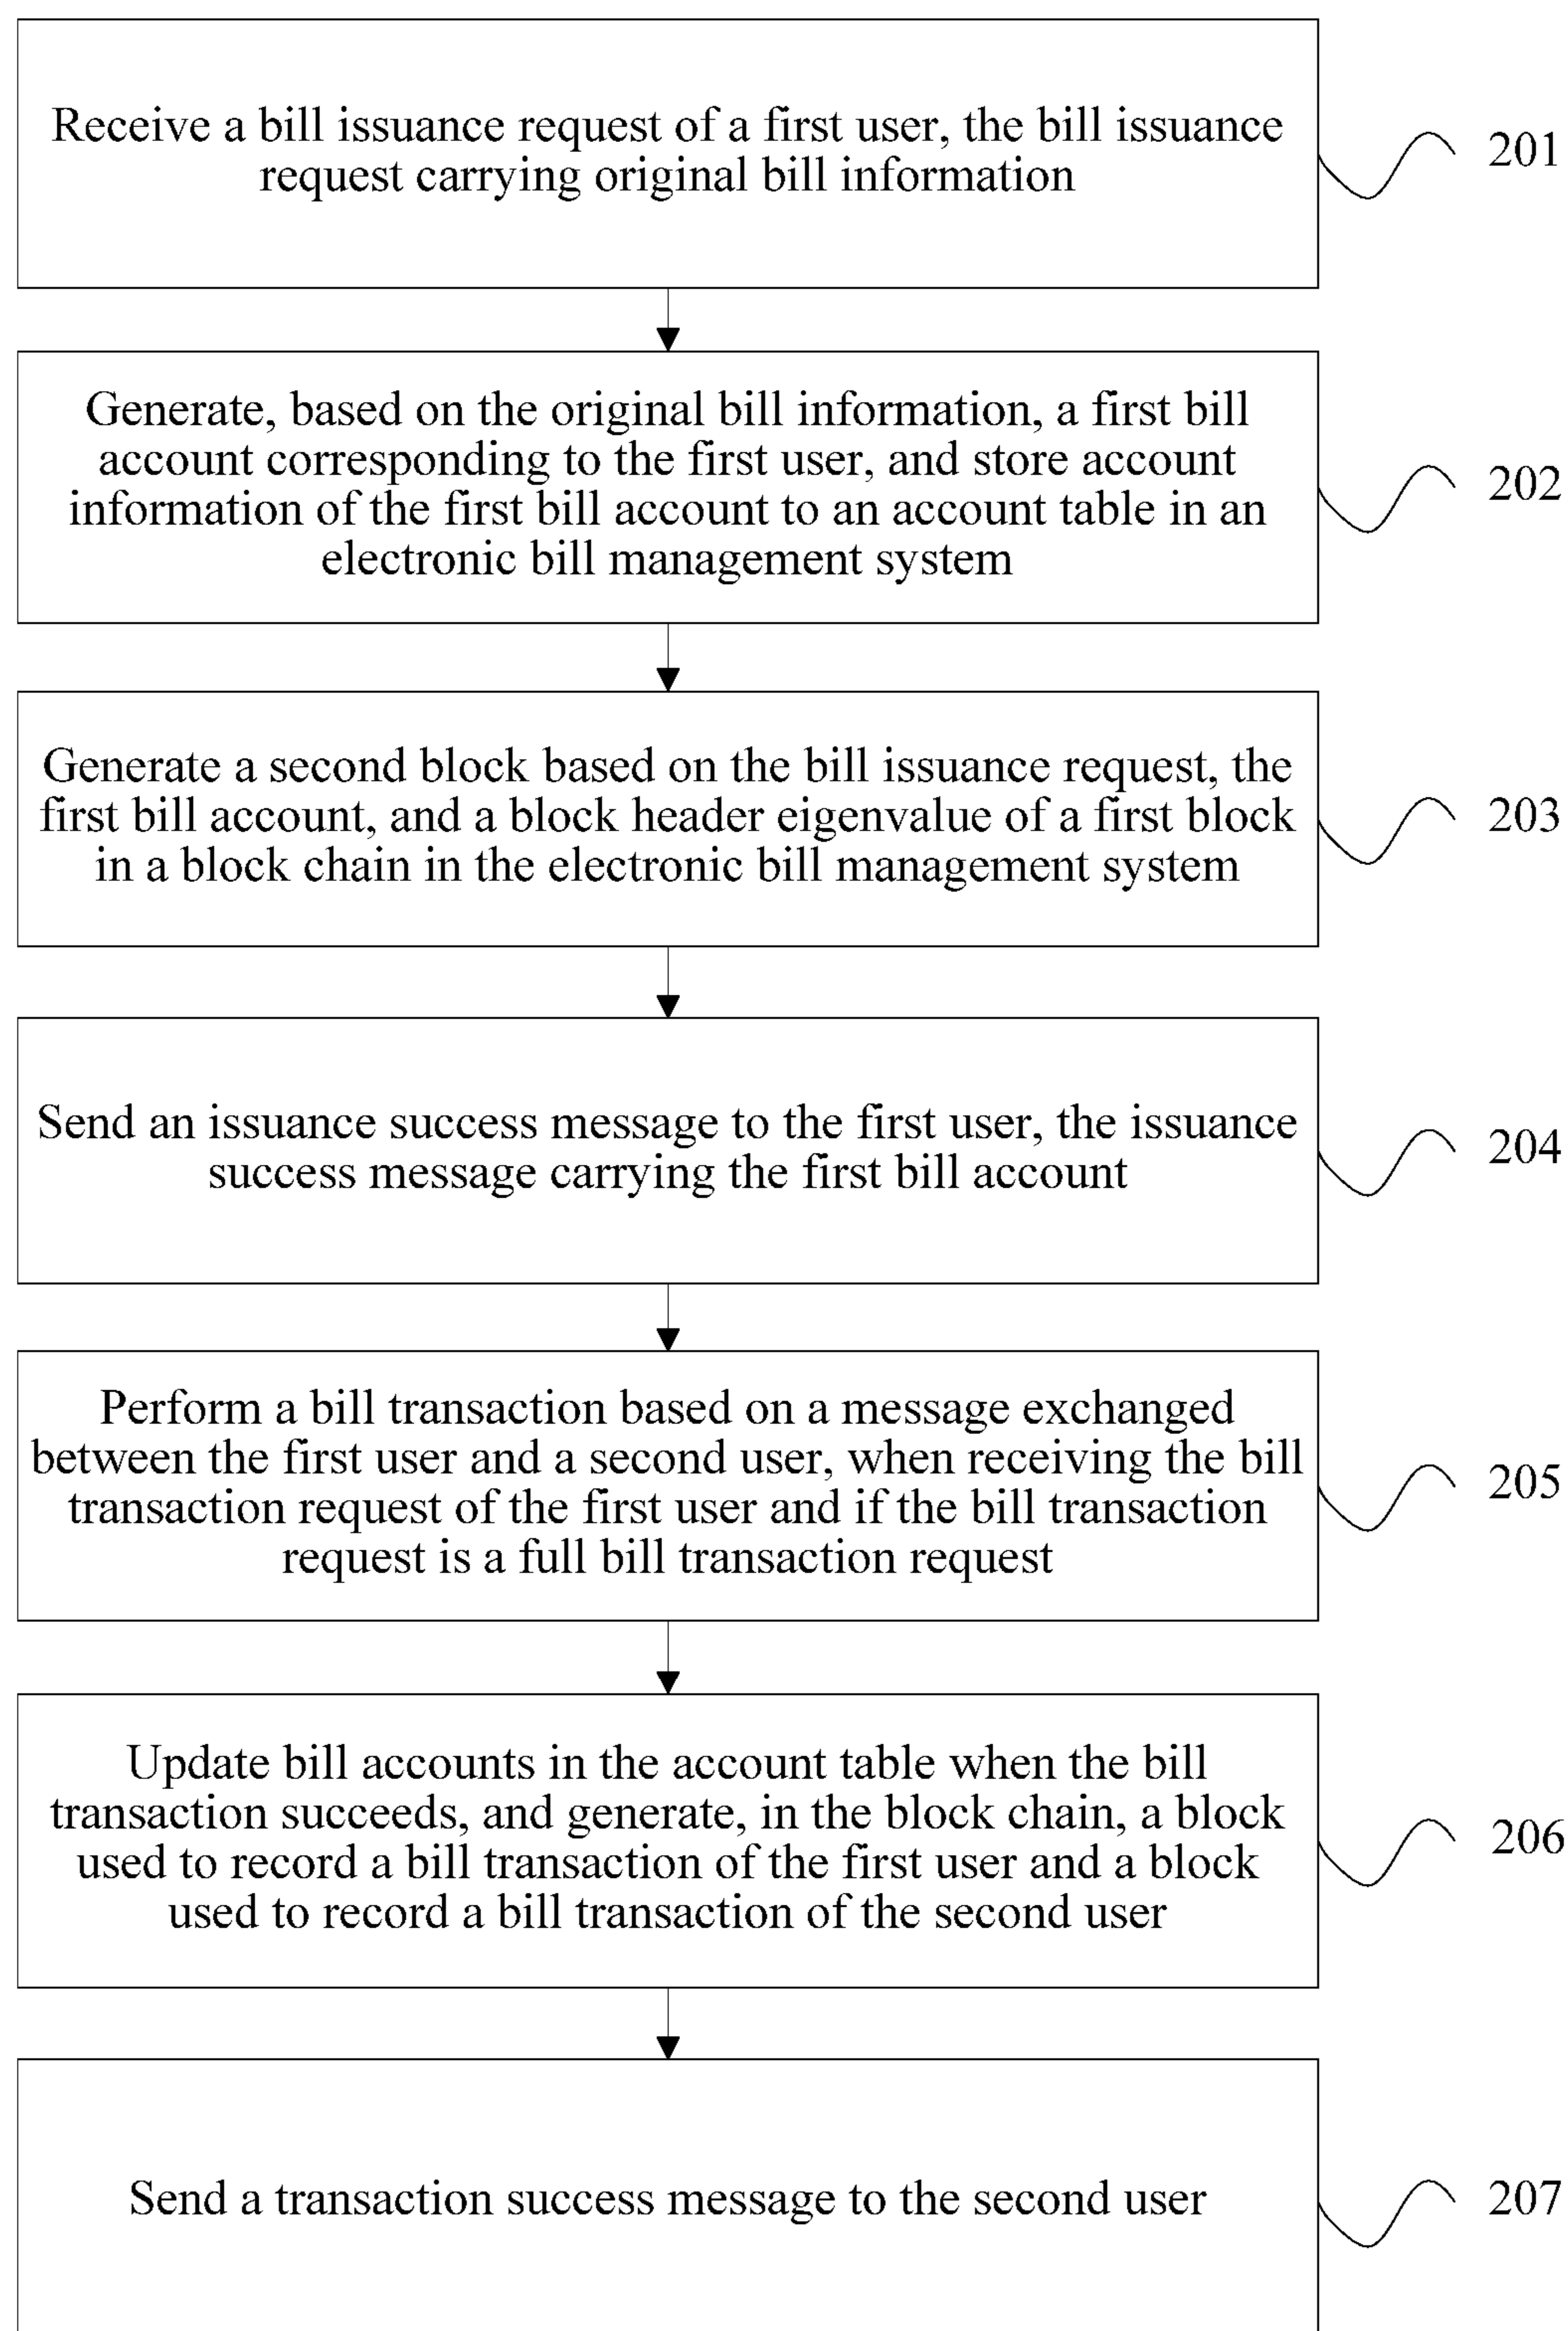 Receive a bill issuance request of a first user, the bill issuance
request carrying original bill information
201
Generate, based on the original bill information, a first bill
account corresponding to the first user, and store account
information of the first bill account to an account table in an
electronic bill management system
202
Generate a second block based on the bill issuance request, the
first bill account, and a block header eigenvalue of a first block
in a block chain in the electronic bill management system
203
Send an issuance success message to the first user, the issuance
success message carrying the first bill account
204
Perform a bill transaction based on a message exchanged
between the first user and a second user, when receiving the bill
transaction request of the first user and if the bill transaction
request is a full bill transaction request
205
Update bill accounts in the account table when the bill
transaction succeeds, and generate, in the block chain, a block
used to record a bill transaction of the first user and a block
used to record a bill transaction of the second user
206
Send a transaction success message to the second user
207